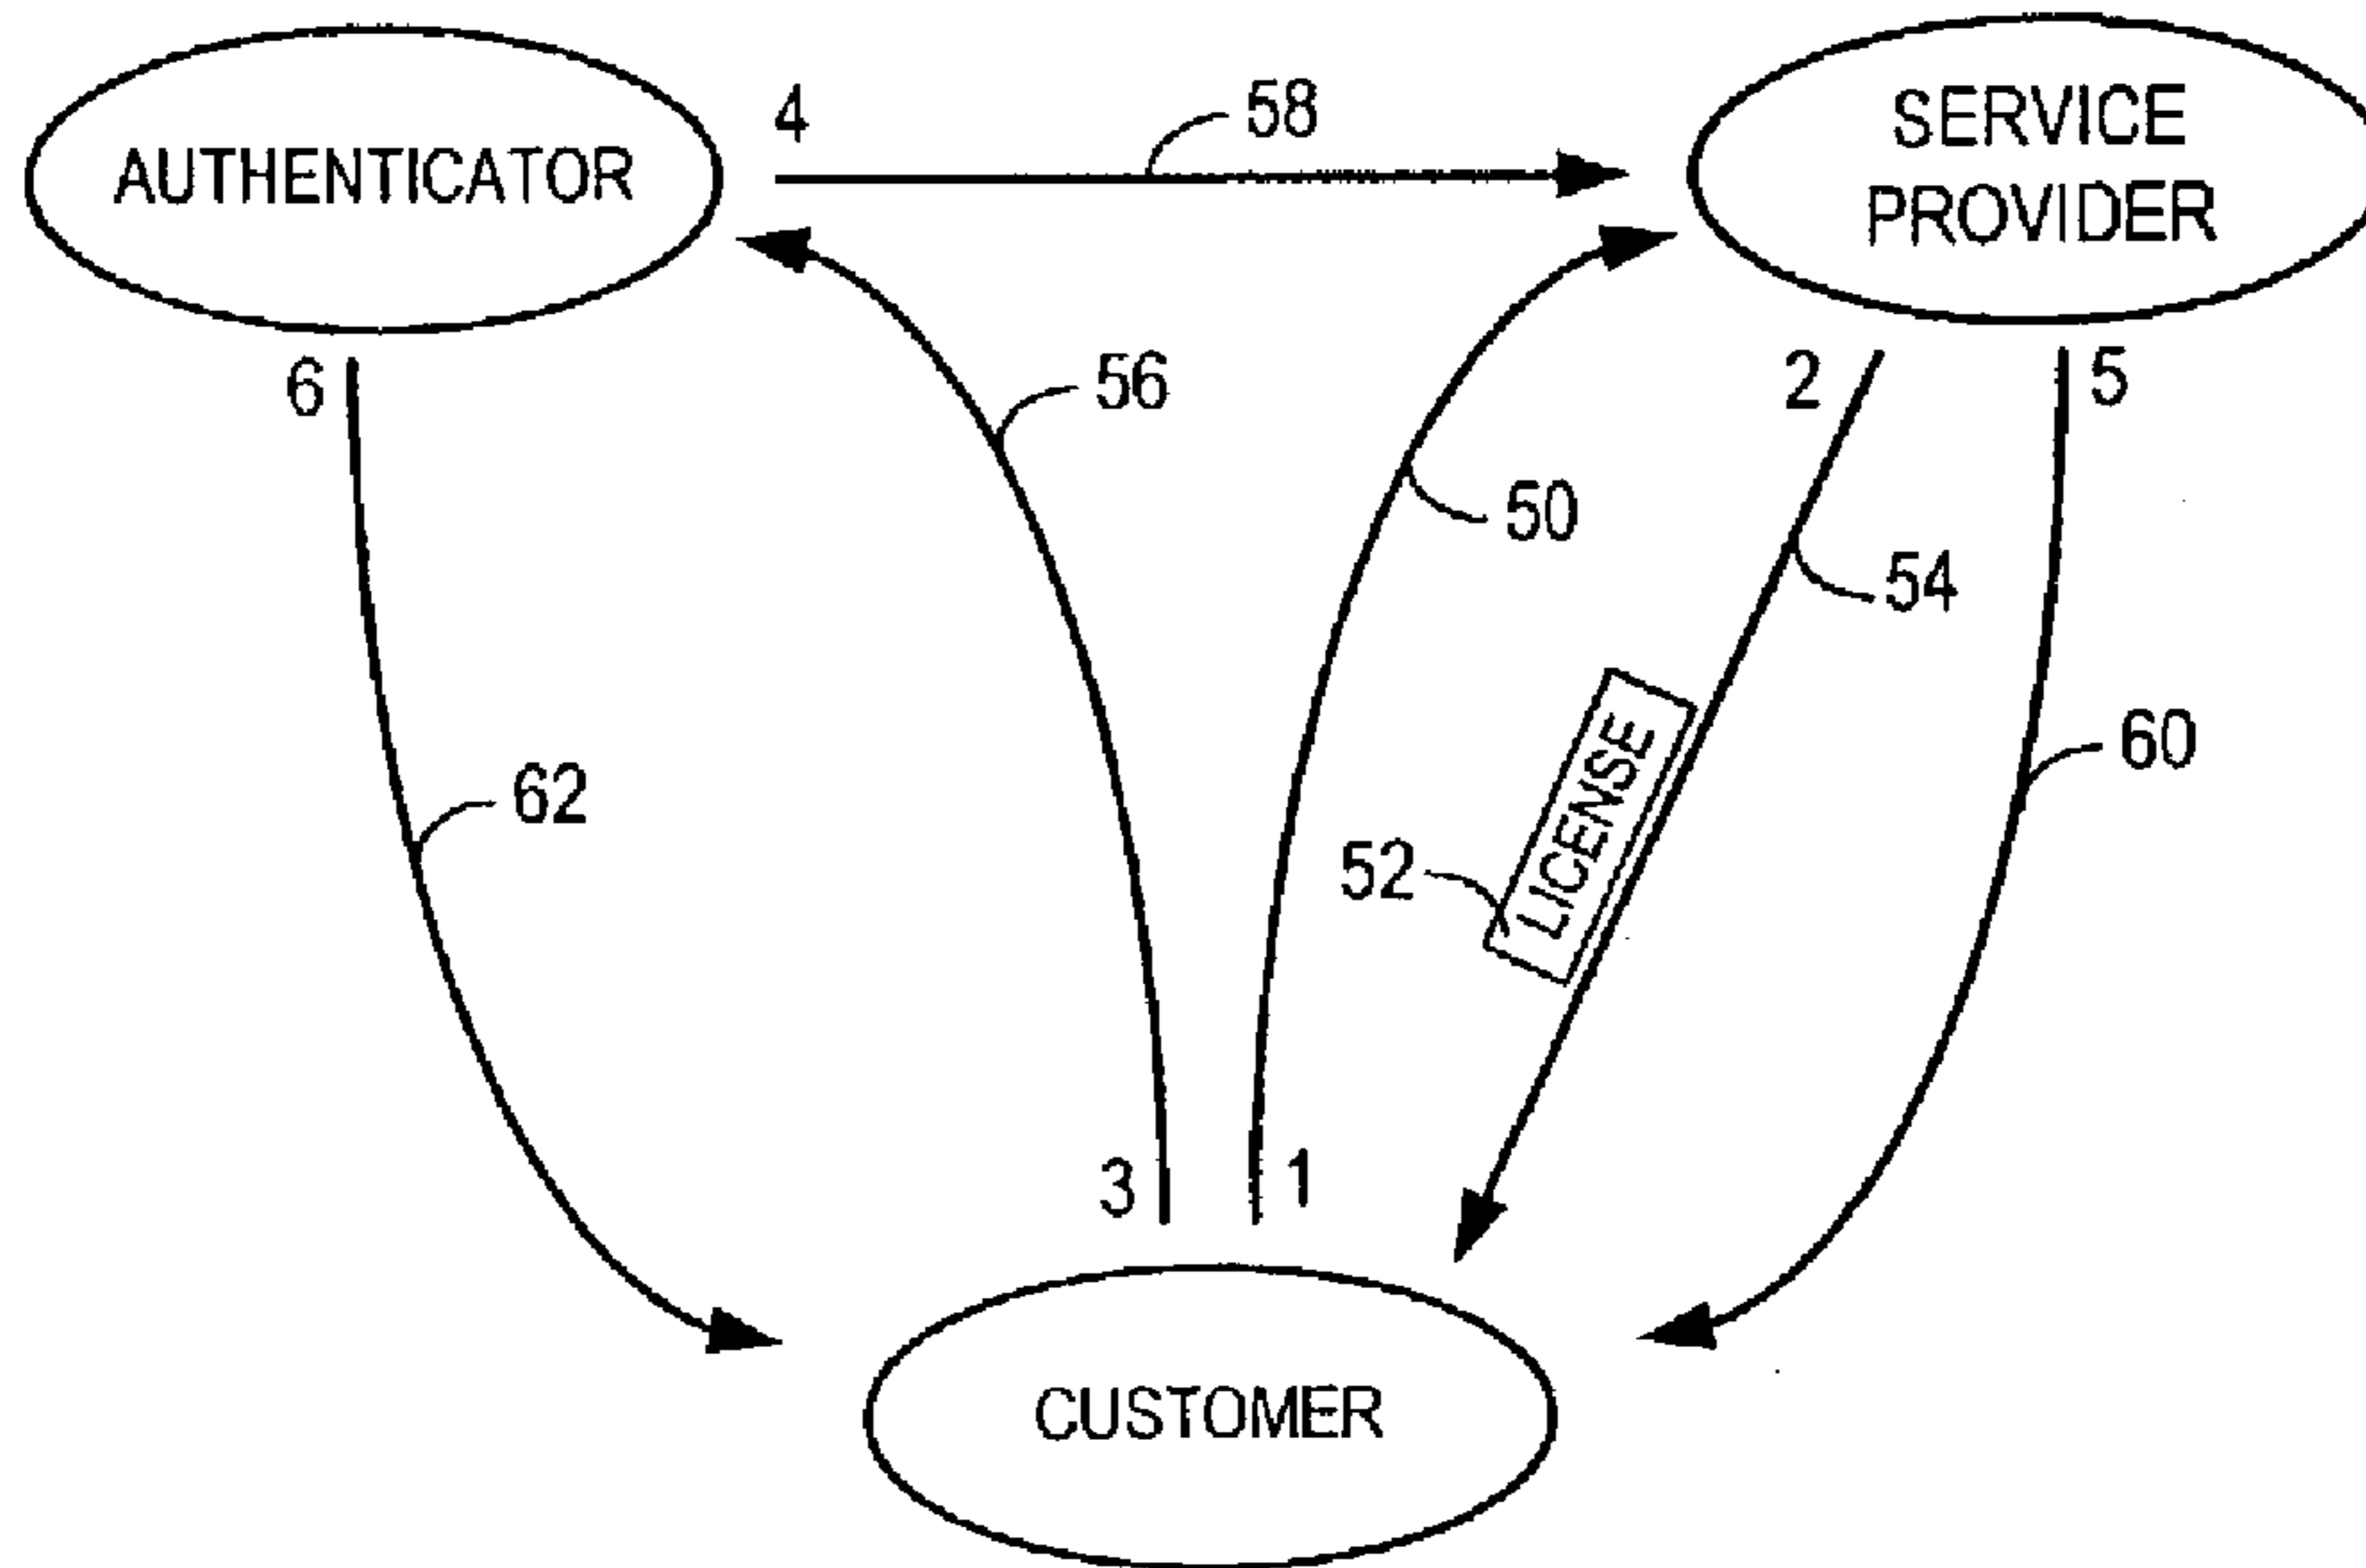 AUTHENTICATOR
4
58
SERVICE
PROVIDER
6
56
2
5
50
54
62
60
LICENSE
52
3
1
CUSTOMER